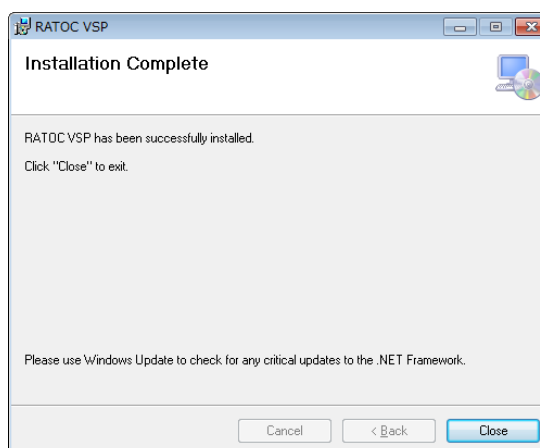 RATOC VSP
Installation Complete
RATOC VSP has been successfully installed.
Click "Close" to exit.
Please use Windows Update to check for any critical updates to the .NET Framework.
Cancel
< Back
Close